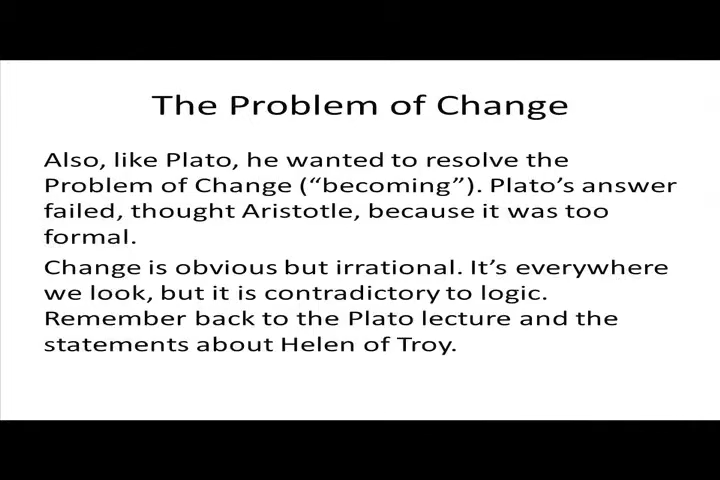 The Problem of Change
Also, like Plato, he wanted to resolve the
Problem of Change (“becoming”). Plato’s answer
failed, thought Aristotle, because it was too
formal.
Change is obvious but irrational. It’s everywhere
we look, but it is contradictory to logic.
Remember back to the Plato lecture and the
statements about Helen of Troy.